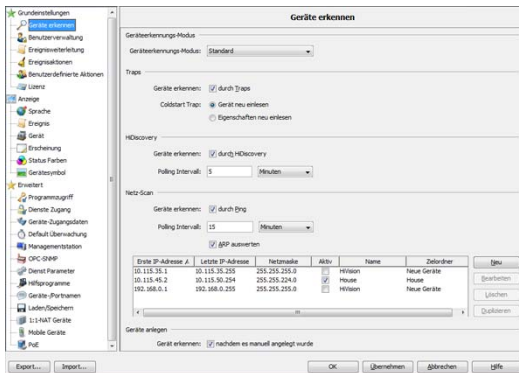 Grundeinstellungen
Geräte erkennen
Benutzerverwaltung
Ereignisweiterleitung
Ereignisaktionen
Benutzerdefinierte Aktionen
Lizenz
Anzeige
Sprache
Ereignis
Gerät
Erscheinung
Status Farben
Gerätesymbol
Erweitert
Programmzugriff
Dienste Zugang
Geräte-Zugangsdaten
Default Überwachung
Managementstation
OPC-SNMP
Dienst Parameter
Hilfsprogramme
Geräte-/Portnamen
Laden/Speichern
1:1-NAT Geräte
Mobile Geräte
PoE
Geräte erkennen
Geräteerkennungs-Modus
Geräteerkennungs-Modus: Standard
Traps
Geräte erkennen: durch Traps
Coldstart Trap: Gerät neu einlesen
Eigenschaften neu einlesen
HiDiscovery
Geräte erkennen: durch HiDiscovery
Polling Intervall: 5 Minuten
Netz-Scan
Geräte erkennen: durch Ping
Polling Intervall: 15 Minuten
ARP auswerten
Erste IP-Adresse Letzte IP-Adresse Netzmaske Aktiv Name Zielordner
10.115.35.1 10.115.35.255 255.255.255.0 HiVision Neue Geräte
10.115.45.2 10.115.50.254 255.255.224.0 House House
192.168.0.1 192.168.0.255 255.255.255.0 HiVision Neue Geräte
Neu
Bearbeiten
Löschen
Duplizieren
Geräte anlegen
Gerät erkennen: nachdem es manuell angelegt wurde
Export... Import... OK Übernehmen Abbrechen Hilfe